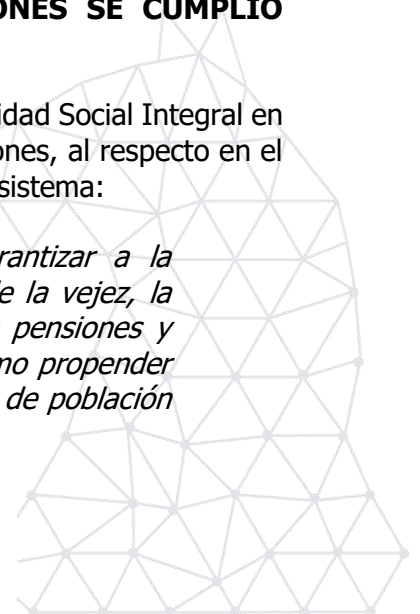 ONES SE CUMPLIO
idad Social Integral en
ones, al respecto en el
sistema:
rantizar a la
le la vejez, la
pensiones y
mo propender
de población